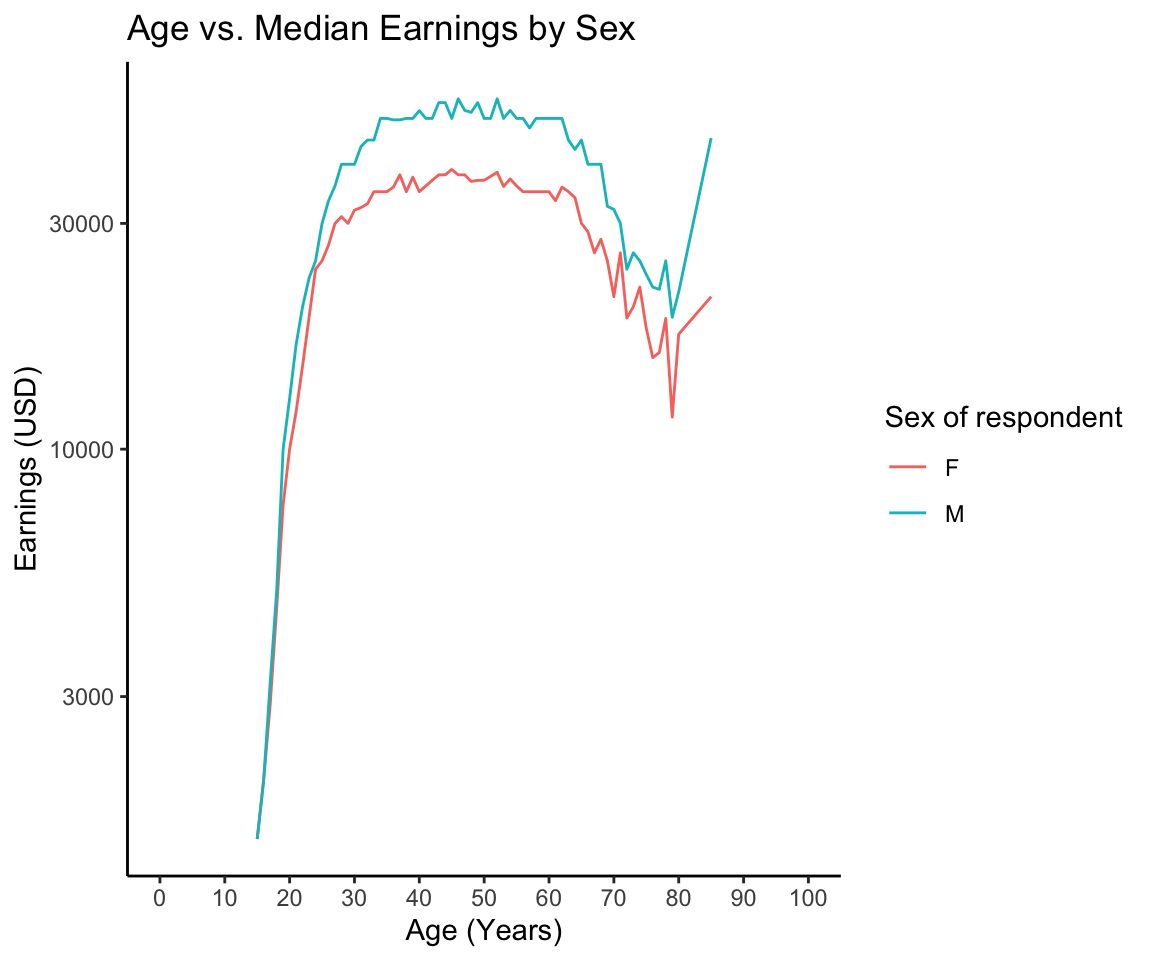 Age vs. Median Earnings by Sex
Earnings (USD)
30000
10000
3000
0 10 20 30 40 50 60 70 80 90 100
Age (Years)
Sex of respondent
F
M